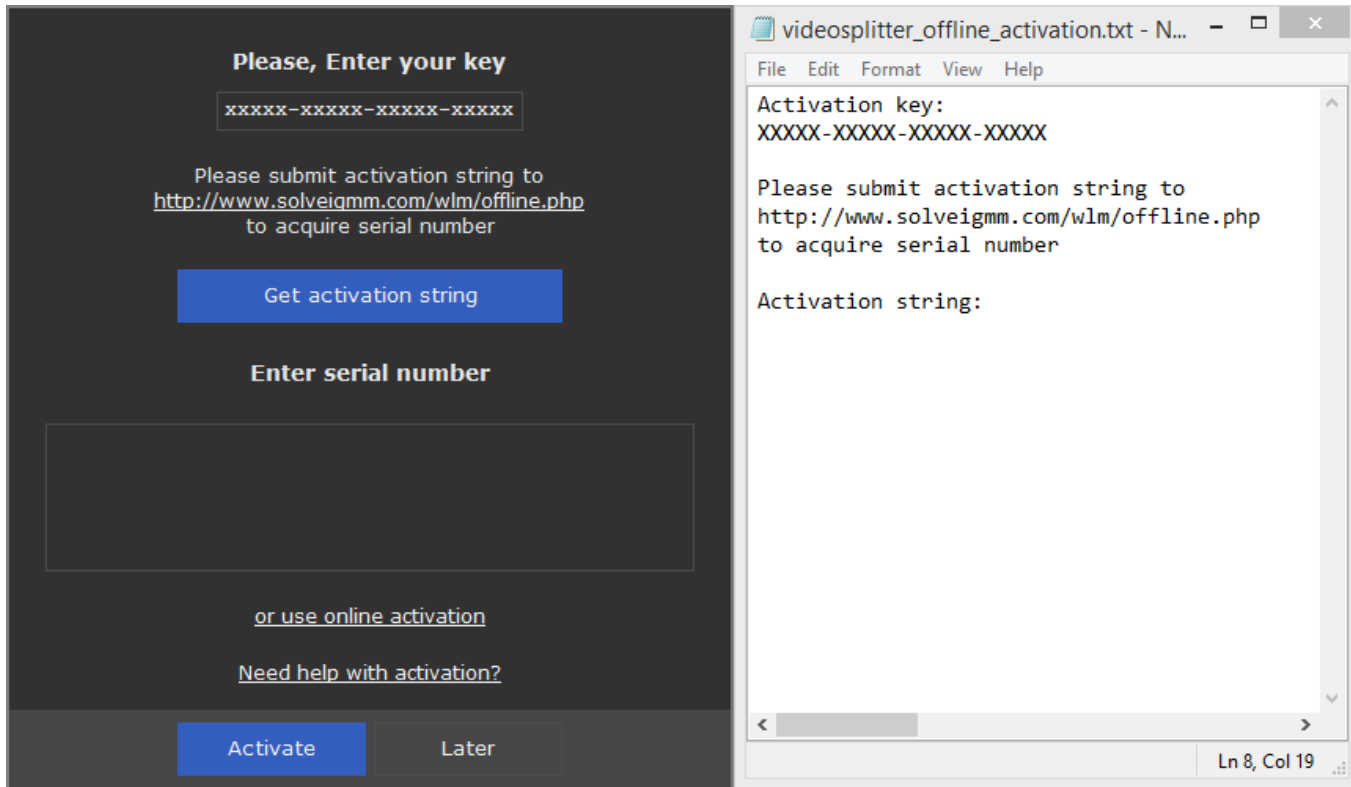 Please, Enter your key
xxxxx-xxxxx-xxxxx-xxxxx
Please submit activation string to
http://www.solveigmm.com/wlm/offline.php
to acquire serial number
Get activation string
Enter serial number
or use online activation
Need help with activation?
Activate
Later
videosplitter_offline_activation.txt - N...
File Edit Format View Help
Activation key:
XXXXX-XXXXX-XXXXX-XXXXX
Please submit activation string to
http://www.solveigmm.com/wlm/offline.php
to acquire serial number
Activation string:
Ln 8, Col 19